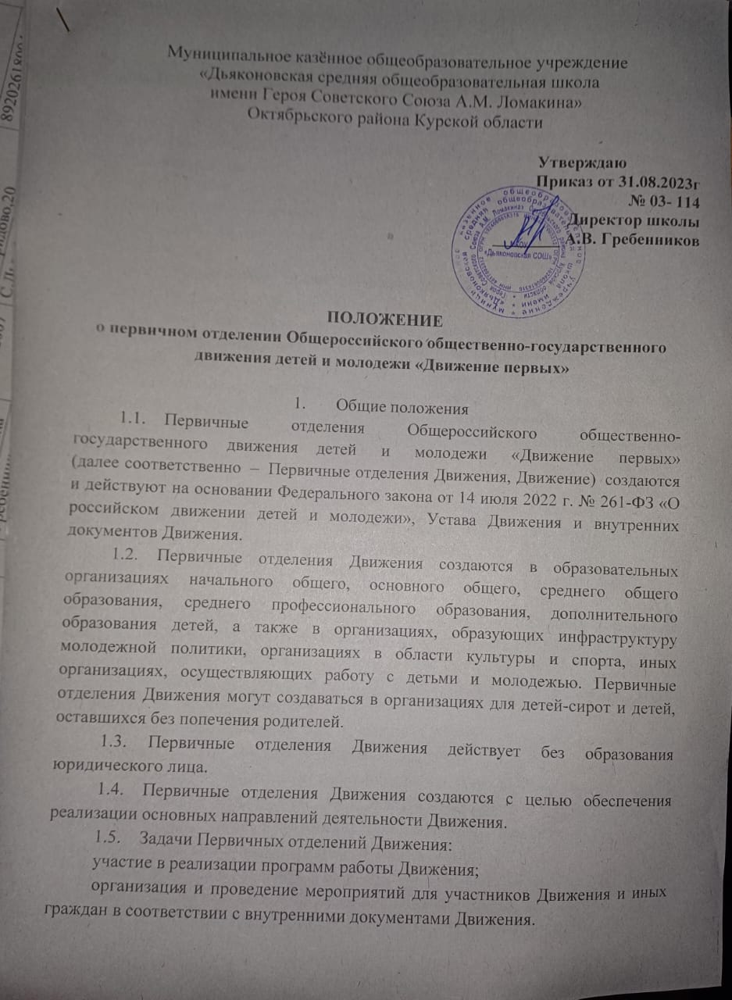 Муниципальное казённое общеобразовательное учреждение
«Дьяконовская средняя общеобразовательная школа
имени Героя Советского Союза А.М. Ломакина»
Октябрьского района Курской области
Утверждаю
Приказ от 31.08.2023г
№ 03- 114
Директор школы
А.В. Гребенников
«Дьяконовская СОШ»
ПОЛОЖЕНИЕ
о первичном отделении Общероссийского общественно-государственного
движения детей и молодежи «Движение первых»
1. Общие положения
1.1. Первичные отделения Общероссийского общественно-
государственного движения детей и молодежи «Движение первых»
(далее соответственно – Первичные отделения Движения, Движение) создаются
и действуют на основании Федерального закона от 14 июля 2022 г. № 261-ФЗ «О
российском движении детей и молодежи», Устава Движения и внутренних
документов Движения.
1.2. Первичные отделения Движения создаются в образовательных
организациях начального общего, основного общего, среднего общего
образования, среднего профессионального образования, дополнительного
образования детей, а также в организациях, образующих инфраструктуру
молодежной политики, организациях в области культуры и спорта, иных
организациях, осуществляющих работу с детьми и молодежью. Первичные
отделения Движения могут создаваться в организациях для детей-сирот и детей,
оставшихся без попечения родителей.
1.3. Первичные отделения Движения действует без образования
юридического лица.
1.4. Первичные отделения Движения создаются с целью обеспечения
реализации основных направлений деятельности Движения.
1.5. Задачи Первичных отделений Движения:
участие в реализации программ работы Движения;
организация и проведение мероприятий для участников Движения и иных
граждан в соответствии с внутренними документами Движения.